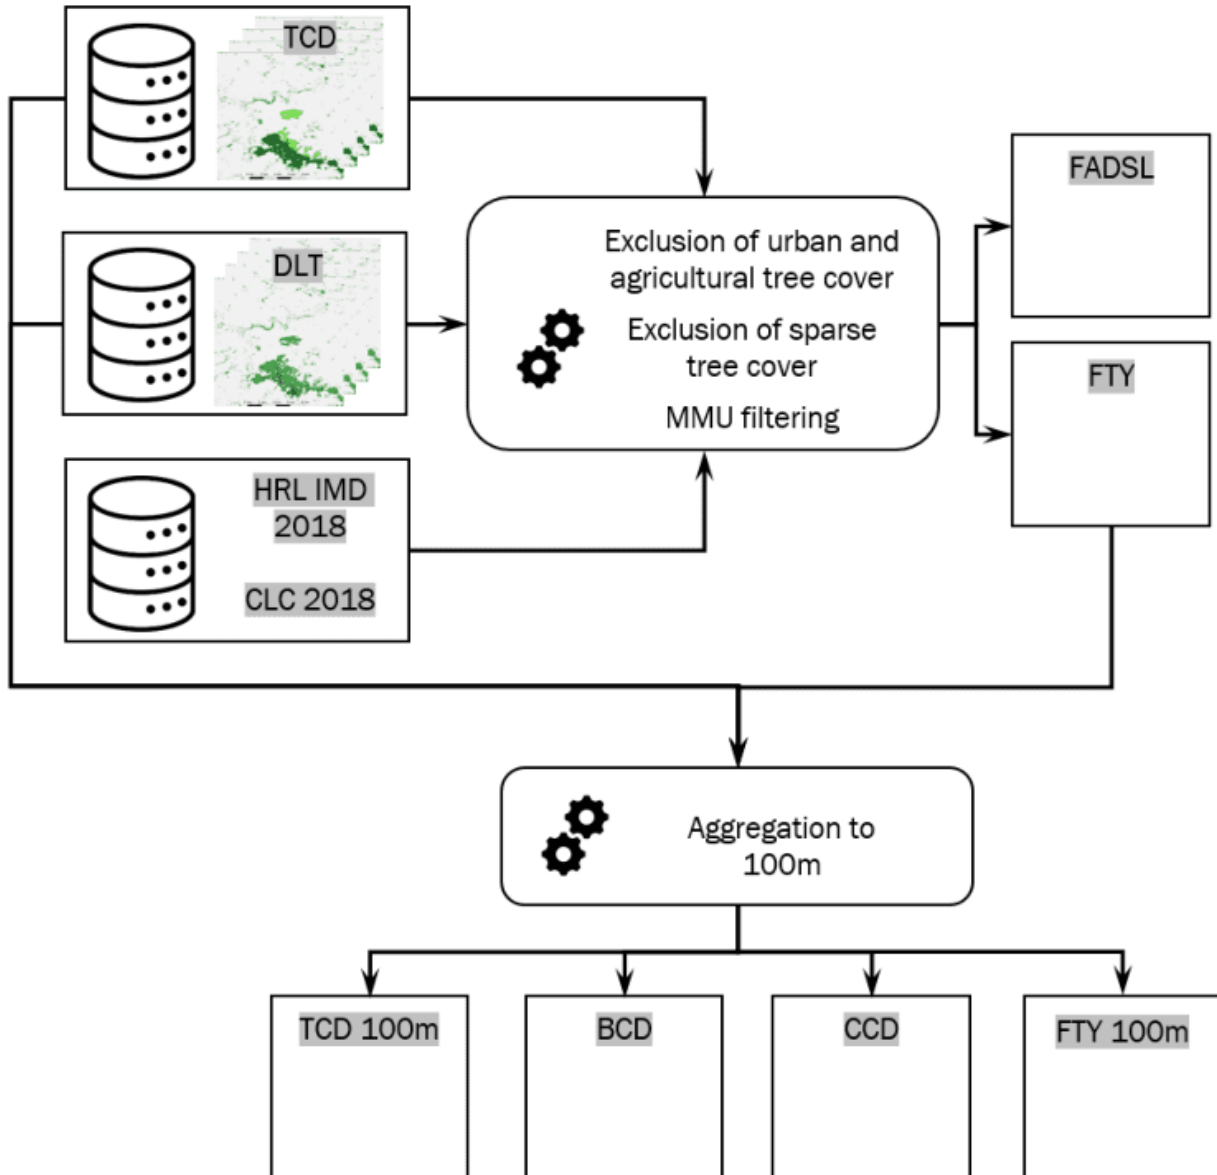 TCD
DLT
HRL IMD
2018
CLC 2018
Exclusion of urban and
agricultural tree cover
Exclusion of sparse
tree cover
MMU filtering
FADSL
FTY
Aggregation to
100m
TCD 100m
BCD
CCD
FTY 100m